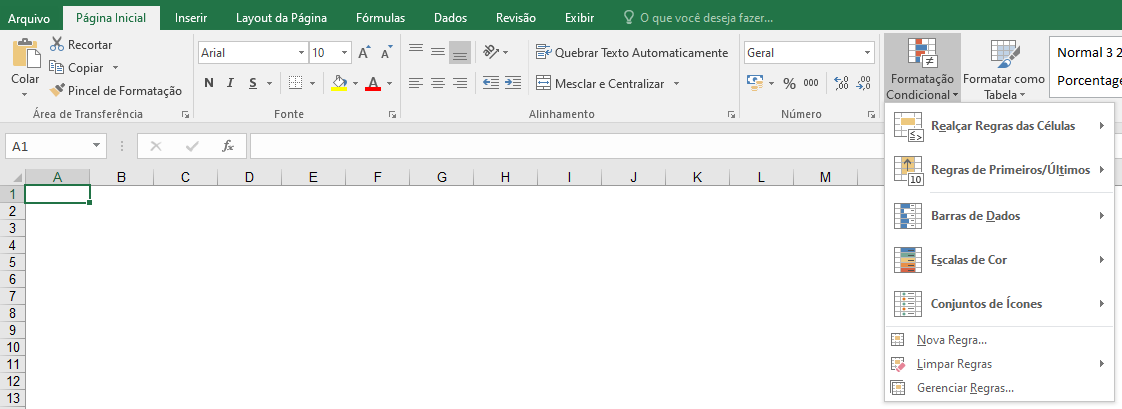 Arquivo Página Inicial Inserir Layout da Página Fórmulas Dados Revisão Exibir O que você deseja fazer...
Colar
Recortar
Copiar
Pincel de Formatação
Área de Transferência
Arial 10 A A
N I S A
Fonte
ab
Quebrar Texto Automaticamente
Mesclar e Centralizar
Alinhamento
Geral
% 000 ,00 ,0
Número
Formatação
Condicional
Formatar como
Tabela
Normal 3 2
Porcentage
A1 fx
A B C D E F G H I J K L M
1
2
3
4
5
6
7
8
9
10
11
12
13
Realçar Regras das Células
10 Regras de Primeiros/Últimos
Barras de Dados
Escalas de Cor
Conjuntos de Ícones
Nova Regra...
Limpar Regras
Gerenciar Regras...